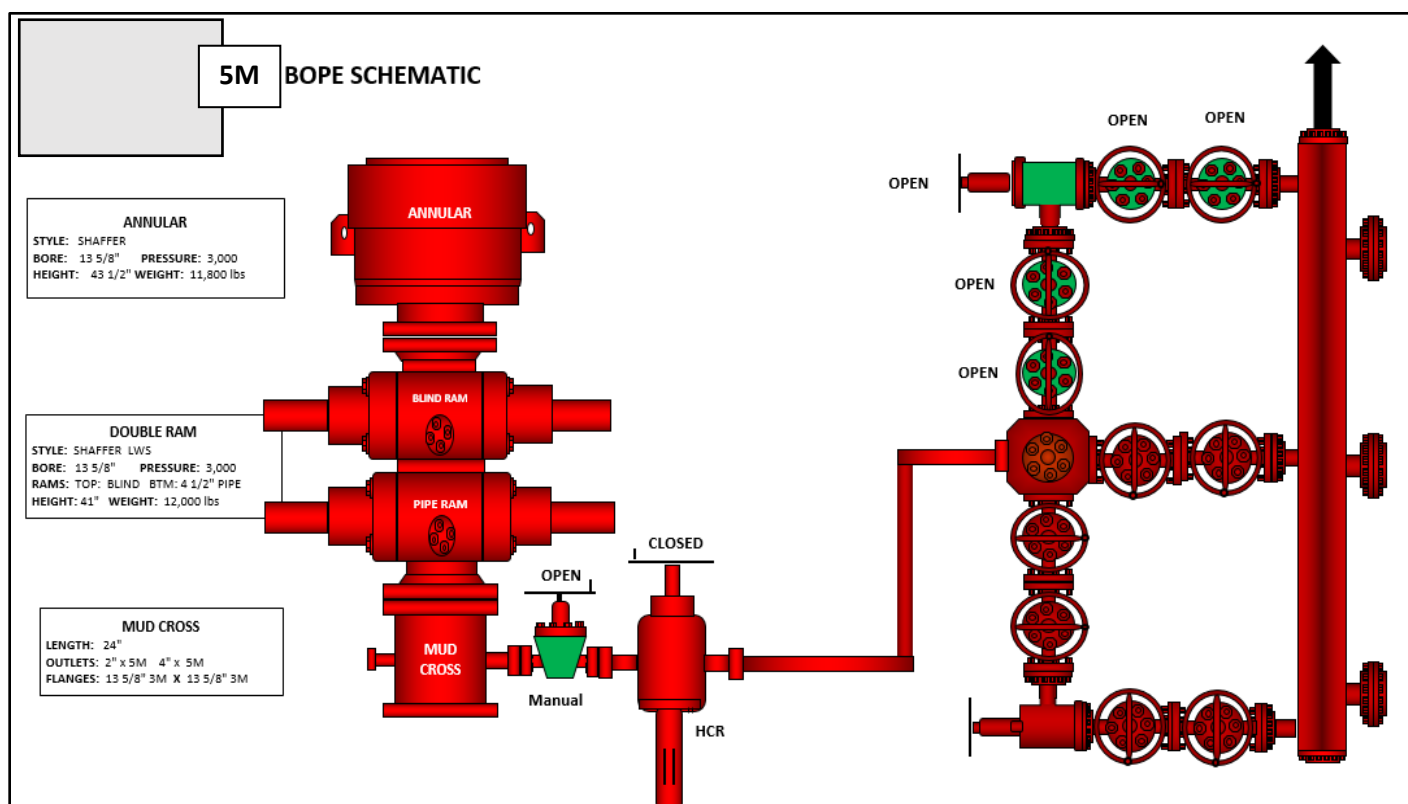 5M BOPE SCHEMATIC
ANNULAR
STYLE: SHAFFER
BORE: 13 5/8" PRESSURE: 3,000
HEIGHT: 43 1/2" WEIGHT: 11,800 lbs
DOUBLE RAM
STYLE: SHAFFER LWS
BORE: 13 5/8" PRESSURE: 3,000
RAMS: TOP: BLIND BTM: 4 1/2" PIPE
HEIGHT: 41" WEIGHT: 12,000 lbs
MUD CROSS
LENGTH: 24"
OUTLETS: 2" x 5M 4" x 5M
FLANGES: 13 5/8" 3M X 13 5/8" 3M
ANNULAR
BLIND RAM
PIPE RAM
MUD
CROSS
OPEN
Manual
CLOSED
HCR
OPEN
OPEN
OPEN
OPEN
OPEN